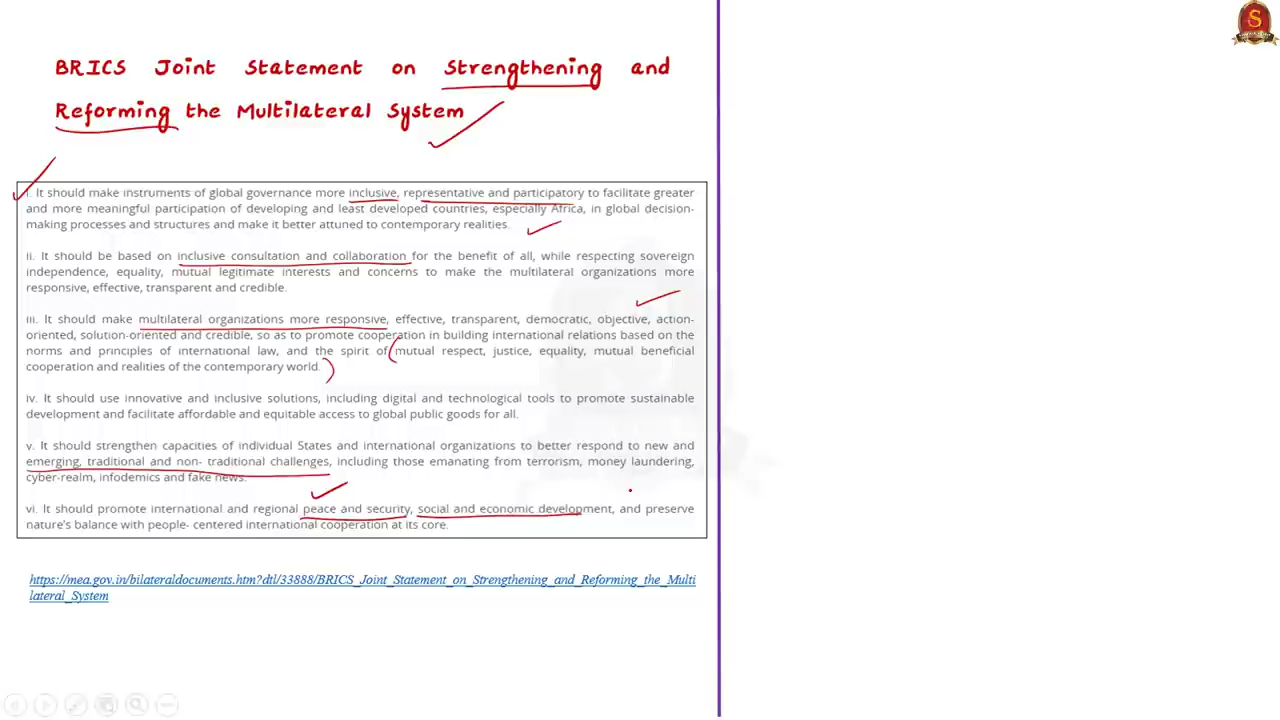 BRICS Joint Statement on Strengthening and
Reforming the Multilateral System
i. It should make instruments of global governance more inclusive, representative and participatory to facilitate greater
and more meaningful participation of developing and least developed countries, especially Africa, in global decision-
making processes and structures and make it better attuned to contemporary realities.
ii. It should be based on inclusive consultation and collaboration for the benefit of all, while respecting sovereign
independence, equality, mutual legitimate interests and concerns to make the multilateral organizations more
responsive, effective, transparent and credible.
iii. It should make multilateral organizations more responsive, effective, transparent, democratic, objective, action-
oriented, solution-oriented and credible, so as to promote cooperation in building international relations based on the
norms and principles of international law, and the spirit of mutual respect, justice, equality, mutual beneficial
cooperation and realities of the contemporary world.
iv. It should use innovative and inclusive solutions, including digital and technological tools to promote sustainable
development and facilitate affordable and equitable access to global public goods for all.
v. It should strengthen capacities of individual States and international organizations to better respond to new and
emerging, traditional and non- traditional challenges, including those emanating from terrorism, money laundering,
cyber-realm, infodemics and fake news.
vi. It should promote international and regional peace and security, social and economic development, and preserve
nature's balance with people- centered international cooperation at its core.
https://mea.gov.in/bilateraldocuments.htm?dtl/33888/BRICS_Joint_Statement_on_Strengthening_and_Reforming_the_Multi
lateral_System
S